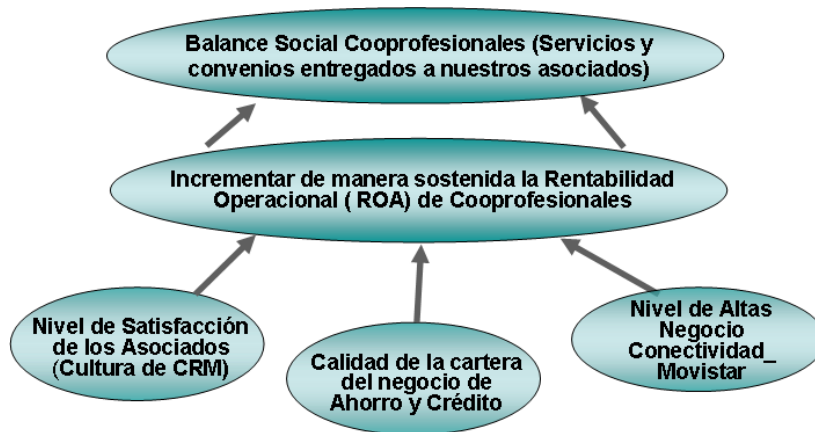 Balance Social Cooprofesionales (Servicios y
convenios entregados a nuestros asociados)
Incrementar de manera sostenida la Rentabilidad
Operacional ( ROA) de Cooprofesionales
Nivel de Satisfacción
de los Asociados
(Cultura de CRM)
Calidad de la cartera
del negocio de
Ahorro y Crédito
Nivel de Altas
Negocio
Conectividad_
Movistar